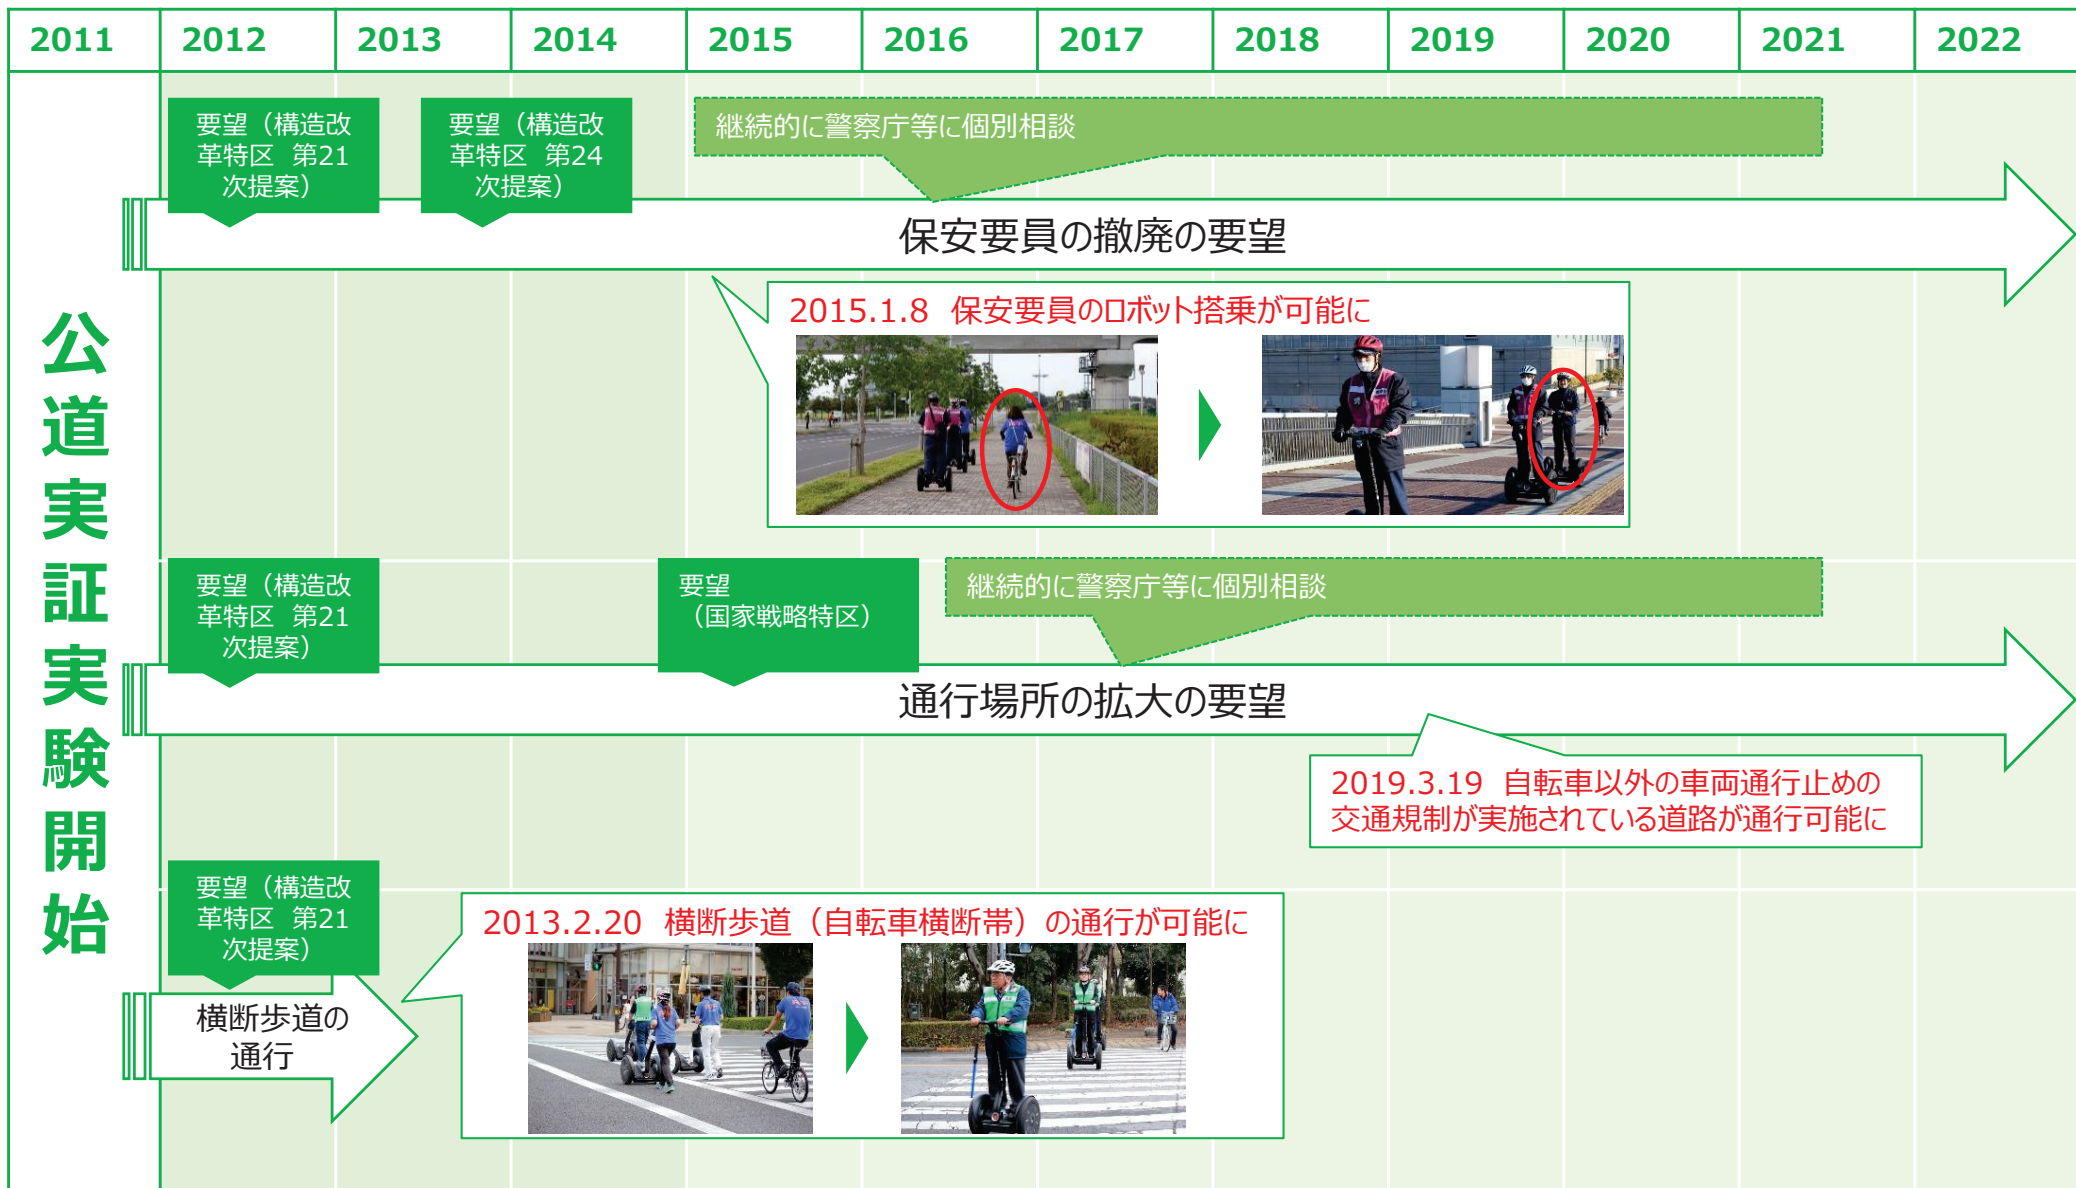 2011 2012 2013 2014 2015 2016 2017 2018 2019 2020 2021 2022
公道実証実験開始
要望（構造改
革特区 第21
次提案）
要望（構造改
革特区 第24
次提案）
継続的に警察庁等に個別相談
保安要員の撤廃の要望
2015.1.8 保安要員のロボット搭乗が可能に
要望（構造改
革特区 第21
次提案）
要望
（国家戦略特区）
継続的に警察庁等に個別相談
通行場所の拡大の要望
2019.3.19 自転車以外の車両通行止めの
交通規制が実施されている道路が通行可能に
要望（構造改
革特区 第21
次提案）
横断歩道の
通行
2013.2.20 横断歩道（自転車横断帯）の通行が可能に